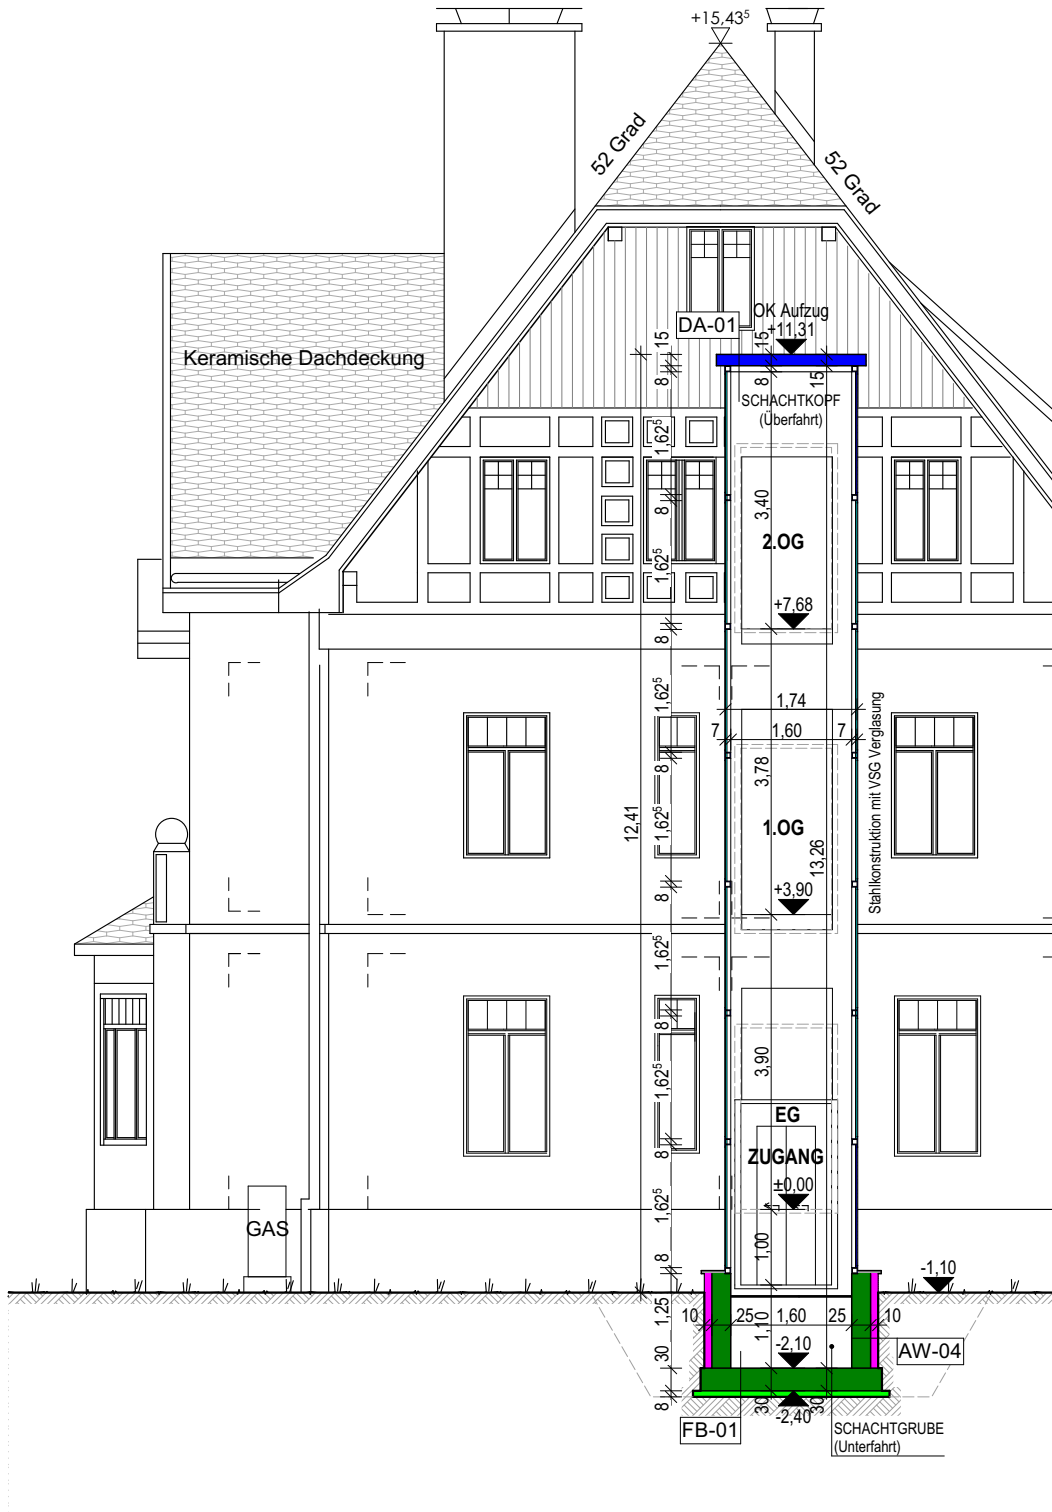 +15,43⁵
52 Grad
52 Grad
OK Aufzug
+11,31
DA-01
Keramische Dachdeckung
15
15
8
8
15
SCHACHTKOPF
(Überfahrt)
1,62⁵
3,40
8
2.OG
1,62⁵
+7,68
8
1,62⁵
1,74
7
1,60
7
8
3,78
Stahlkonstruktion mit VSG Verglasung
12,41
1,62⁵
1.OG
13,26
+3,90
8
1,62⁵
8
3,90
1,62⁵
EG
8
ZUGANG
±0,00
1,62⁵
GAS
1,00
8
-1,10
1,25
10
25
1,10
1,60
25
10
-2,10
AW-04
30
8
30
30
-2,40
FB-01
SCHACHTGRUBE
(Unterfahrt)